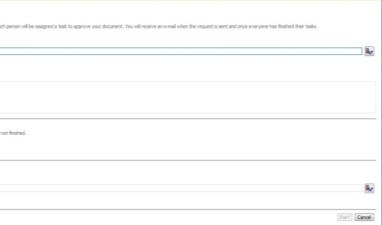 ch person will be assigned a task to approve your document. You will receive an e-mail when the request is sent and once everyone has finished their tasks.
not finished.
Start Cancel